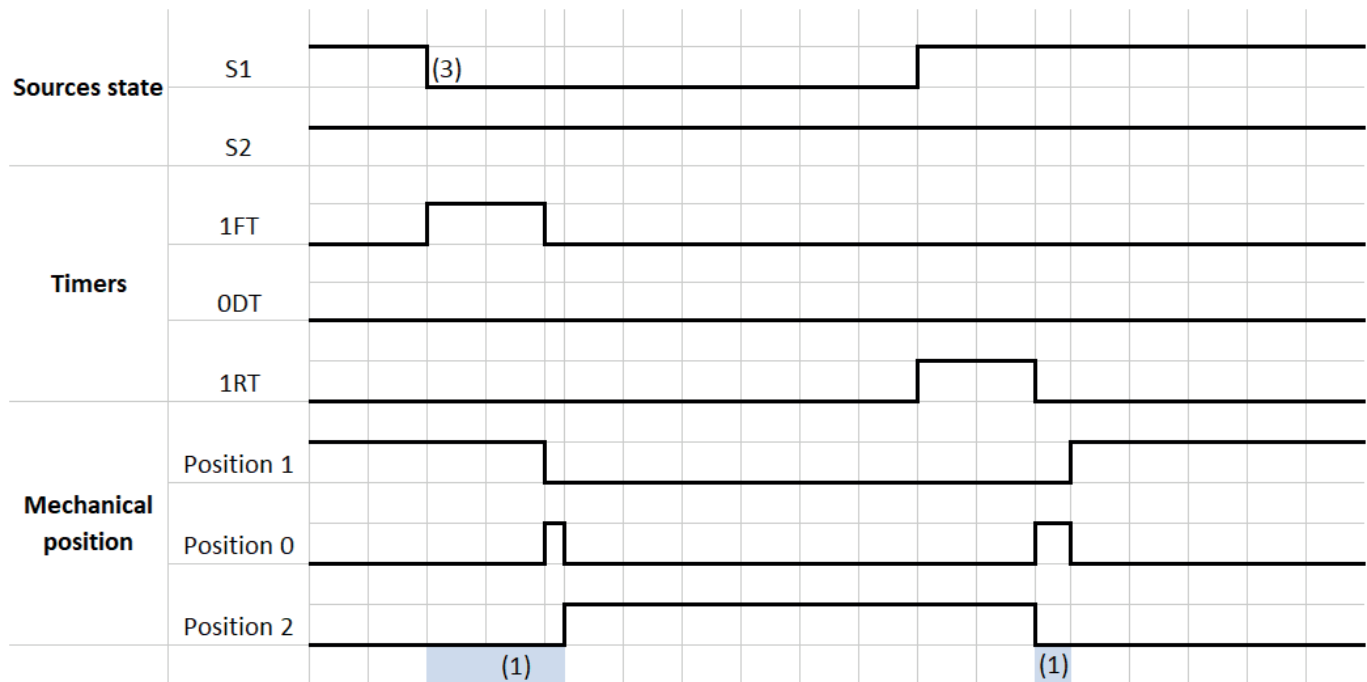 Sources state
S1
(3)
S2
Timers
1FT
0DT
1RT
Mechanical
position
Position 1
Position 0
Position 2
(1)
(1)